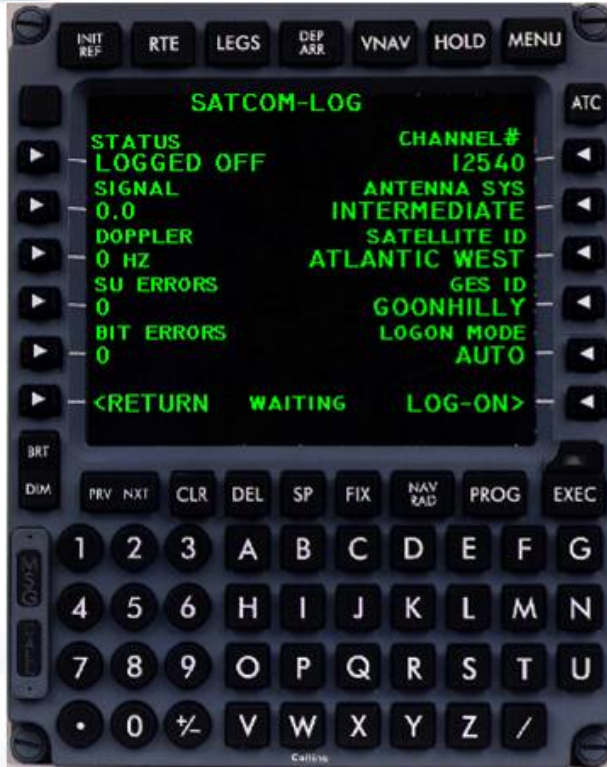 INIT REF RTE LEGS DEP ARR VNAV HOLD MENU
SATCOM-LOG
ATC
STATUS CHANNEL#
LOGGED OFF 12540
SIGNAL ANTENNA SYS
0.0 INTERMEDIATE
DOPPLER SATELLITE ID
0 HZ ATLANTIC WEST
SU ERRORS GES ID
0 GOONHILLY
BIT ERRORS LOGON MODE
0 AUTO
<RETURN WAITING LOG-ON>
BRT
DIM PRV NXT CLR DEL SP FIX NAV RAD PROG EXEC
1 2 3 A B C D E F G
MSG
4 5 6 H I J K L M N
7 8 9 O P Q R S T U
. 0 +/- V W X Y Z /
Collins